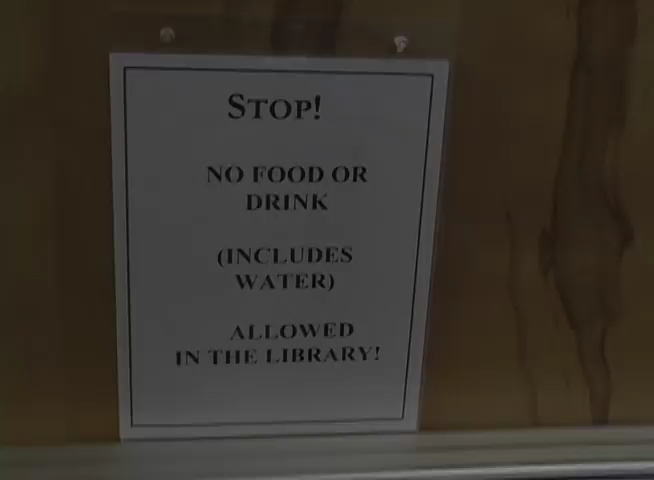 STOP!
NO FOOD OR
DRINK
(INCLUDES
WATER)
ALLOWED
IN THE LIBRARY!